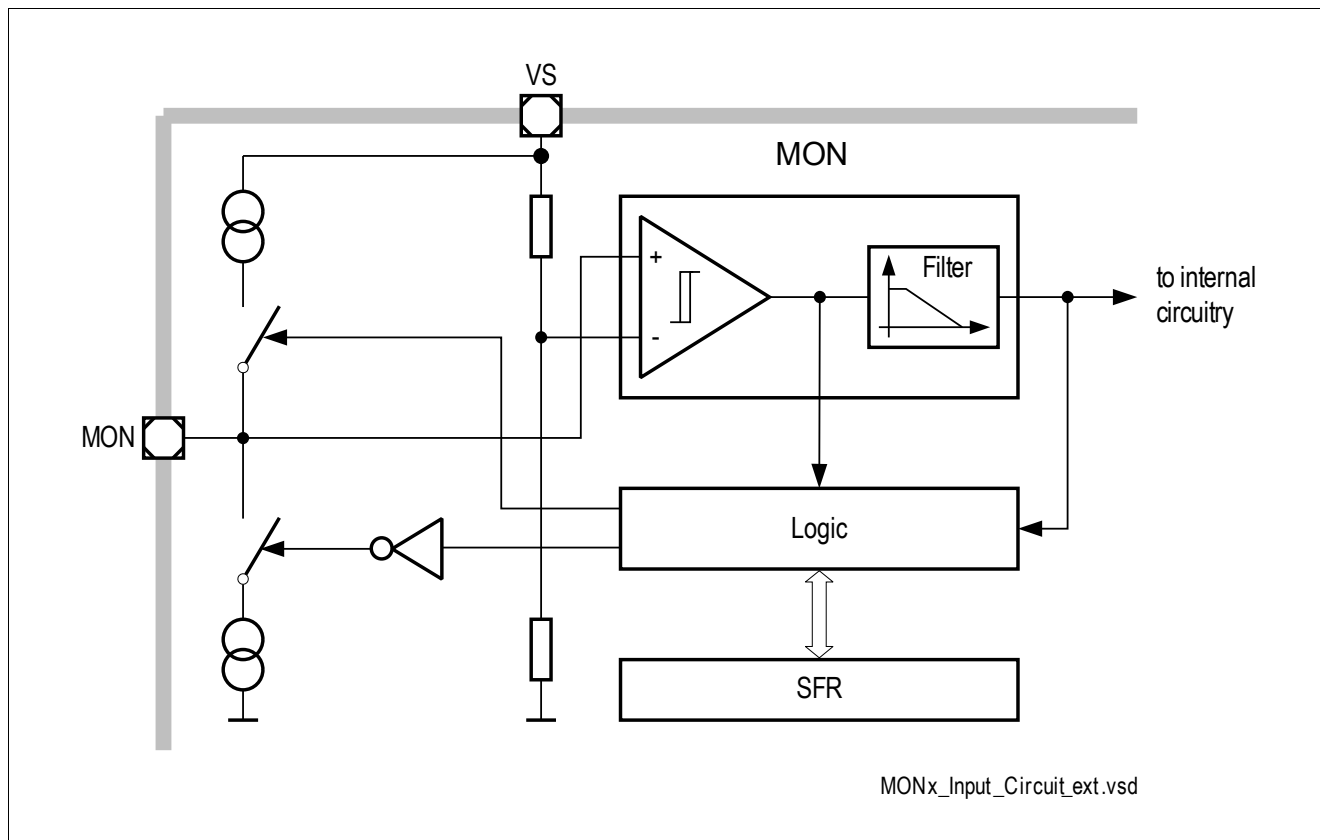 VS
MON
+
Filter
-
to internal
circuitry
MON
Logic
SFR
MONx_Input_Circuit_ext.vsd